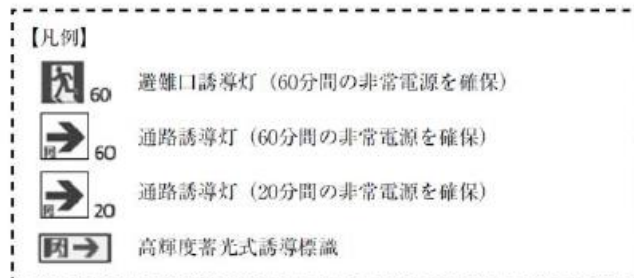 【凡例】
60 避難口誘導灯（60分間の非常電源を確保）
60 通路誘導灯（60分間の非常電源を確保）
20 通路誘導灯（20分間の非常電源を確保）
高輝度蓄光式誘導標識